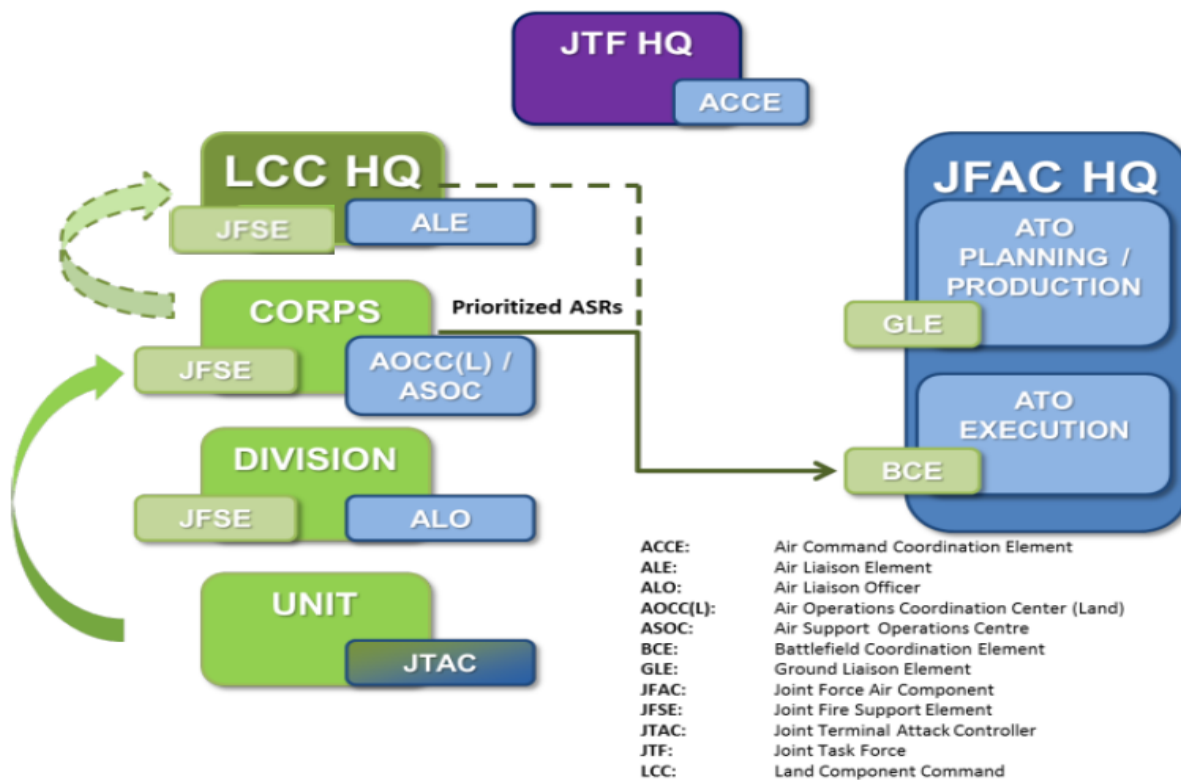 JTF HQ
ACCE
LCC HQ
JFSE
ALE
CORPS
JFSE
AOCC(L) /
ASOC
Prioritized ASRs
DIVISION
JFSE
ALO
UNIT
JTAC
JFAC HQ
ATO
PLANNING /
PRODUCTION
GLE
ATO
EXECUTION
BCE
ACCE: Air Command Coordination Element
ALE: Air Liaison Element
ALO: Air Liaison Officer
AOCC(L): Air Operations Coordination Center (Land)
ASOC: Air Support Operations Centre
BCE: Battlefield Coordination Element
GLE: Ground Liaison Element
JFAC: Joint Force Air Component
JFSE: Joint Fire Support Element
JTAC: Joint Terminal Attack Controller
JTF: Joint Task Force
LCC: Land Component Command